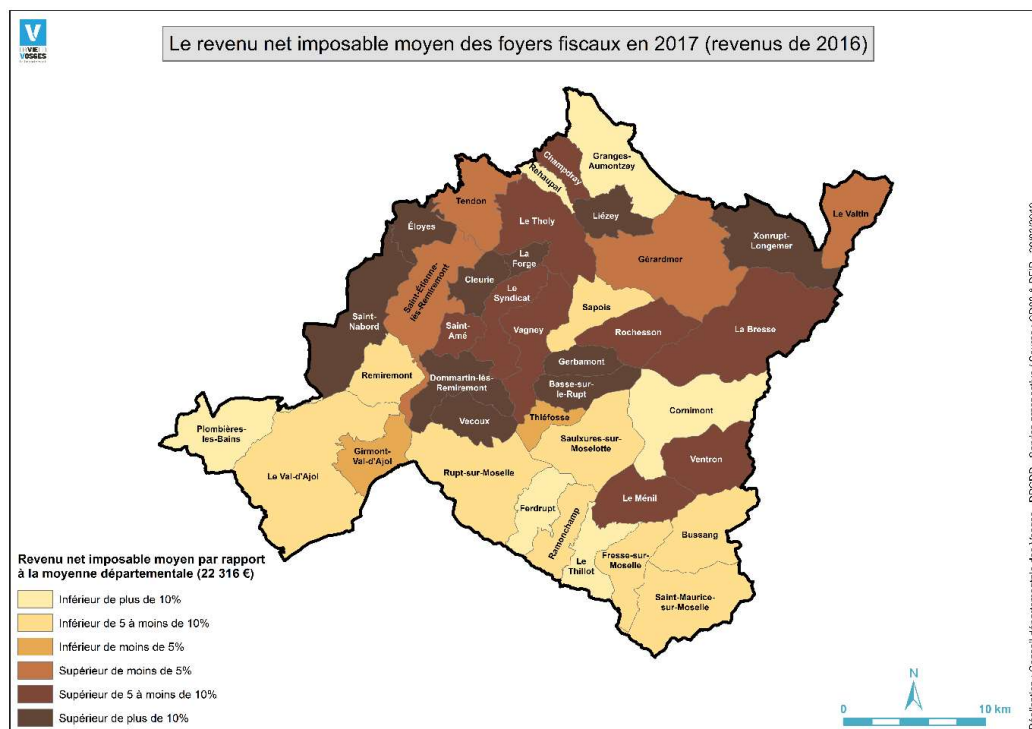 V
VIE
VOSGES
Le revenu net imposable moyen des foyers fiscaux en 2017 (revenus de 2016)
Champdray
Granges-
Aumontzey
Rehaupal
Tendon
Le Valtin
Le Tholy
Liézey
Éloyes
Xonrupt-
Longemer
La
Forge
Gérardmer
Cleurie
Saint-Étienne-
lès-Remiremont
Le
Syndicat
Sapois
Saint-
Nabord
Saint-
Amé
Vagney
Rochesson
La Bresse
Gerbamont
Remiremont
Dommartin-lès-
Remiremont
Basse-sur-
le-Rupt
Cornimont
Thiéfosse
Vecoux
Plombières-
les-Bains
Saulxures-sur-
Moselotte
Girmont-
Val-d'Ajol
Ventron
Le Val-d'Ajol
Rupt-sur-Moselle
Le Ménil
Ferdrupt
Ramonchamp
Bussang
Le
Thillot
Fresse-sur-
Moselle
Saint-Maurice-
sur-Moselle
Revenu net imposable moyen par rapport
à la moyenne départementale (22 316 €)
Inférieur de plus de 10%
Inférieur de 5 à moins de 10%
Inférieur de moins de 5%
Supérieur de moins de 5%
Supérieur de 5 à moins de 10%
Supérieur de plus de 10%
N
0
10 km